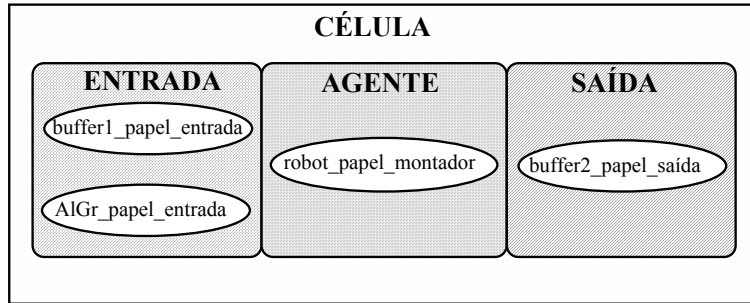 CÉLULA
ENTRADA
buffer1_papel_entrada
AlGr_papel_entrada
AGENTE
robot_papel_montador
SAÍDA
buffer2_papel_saída